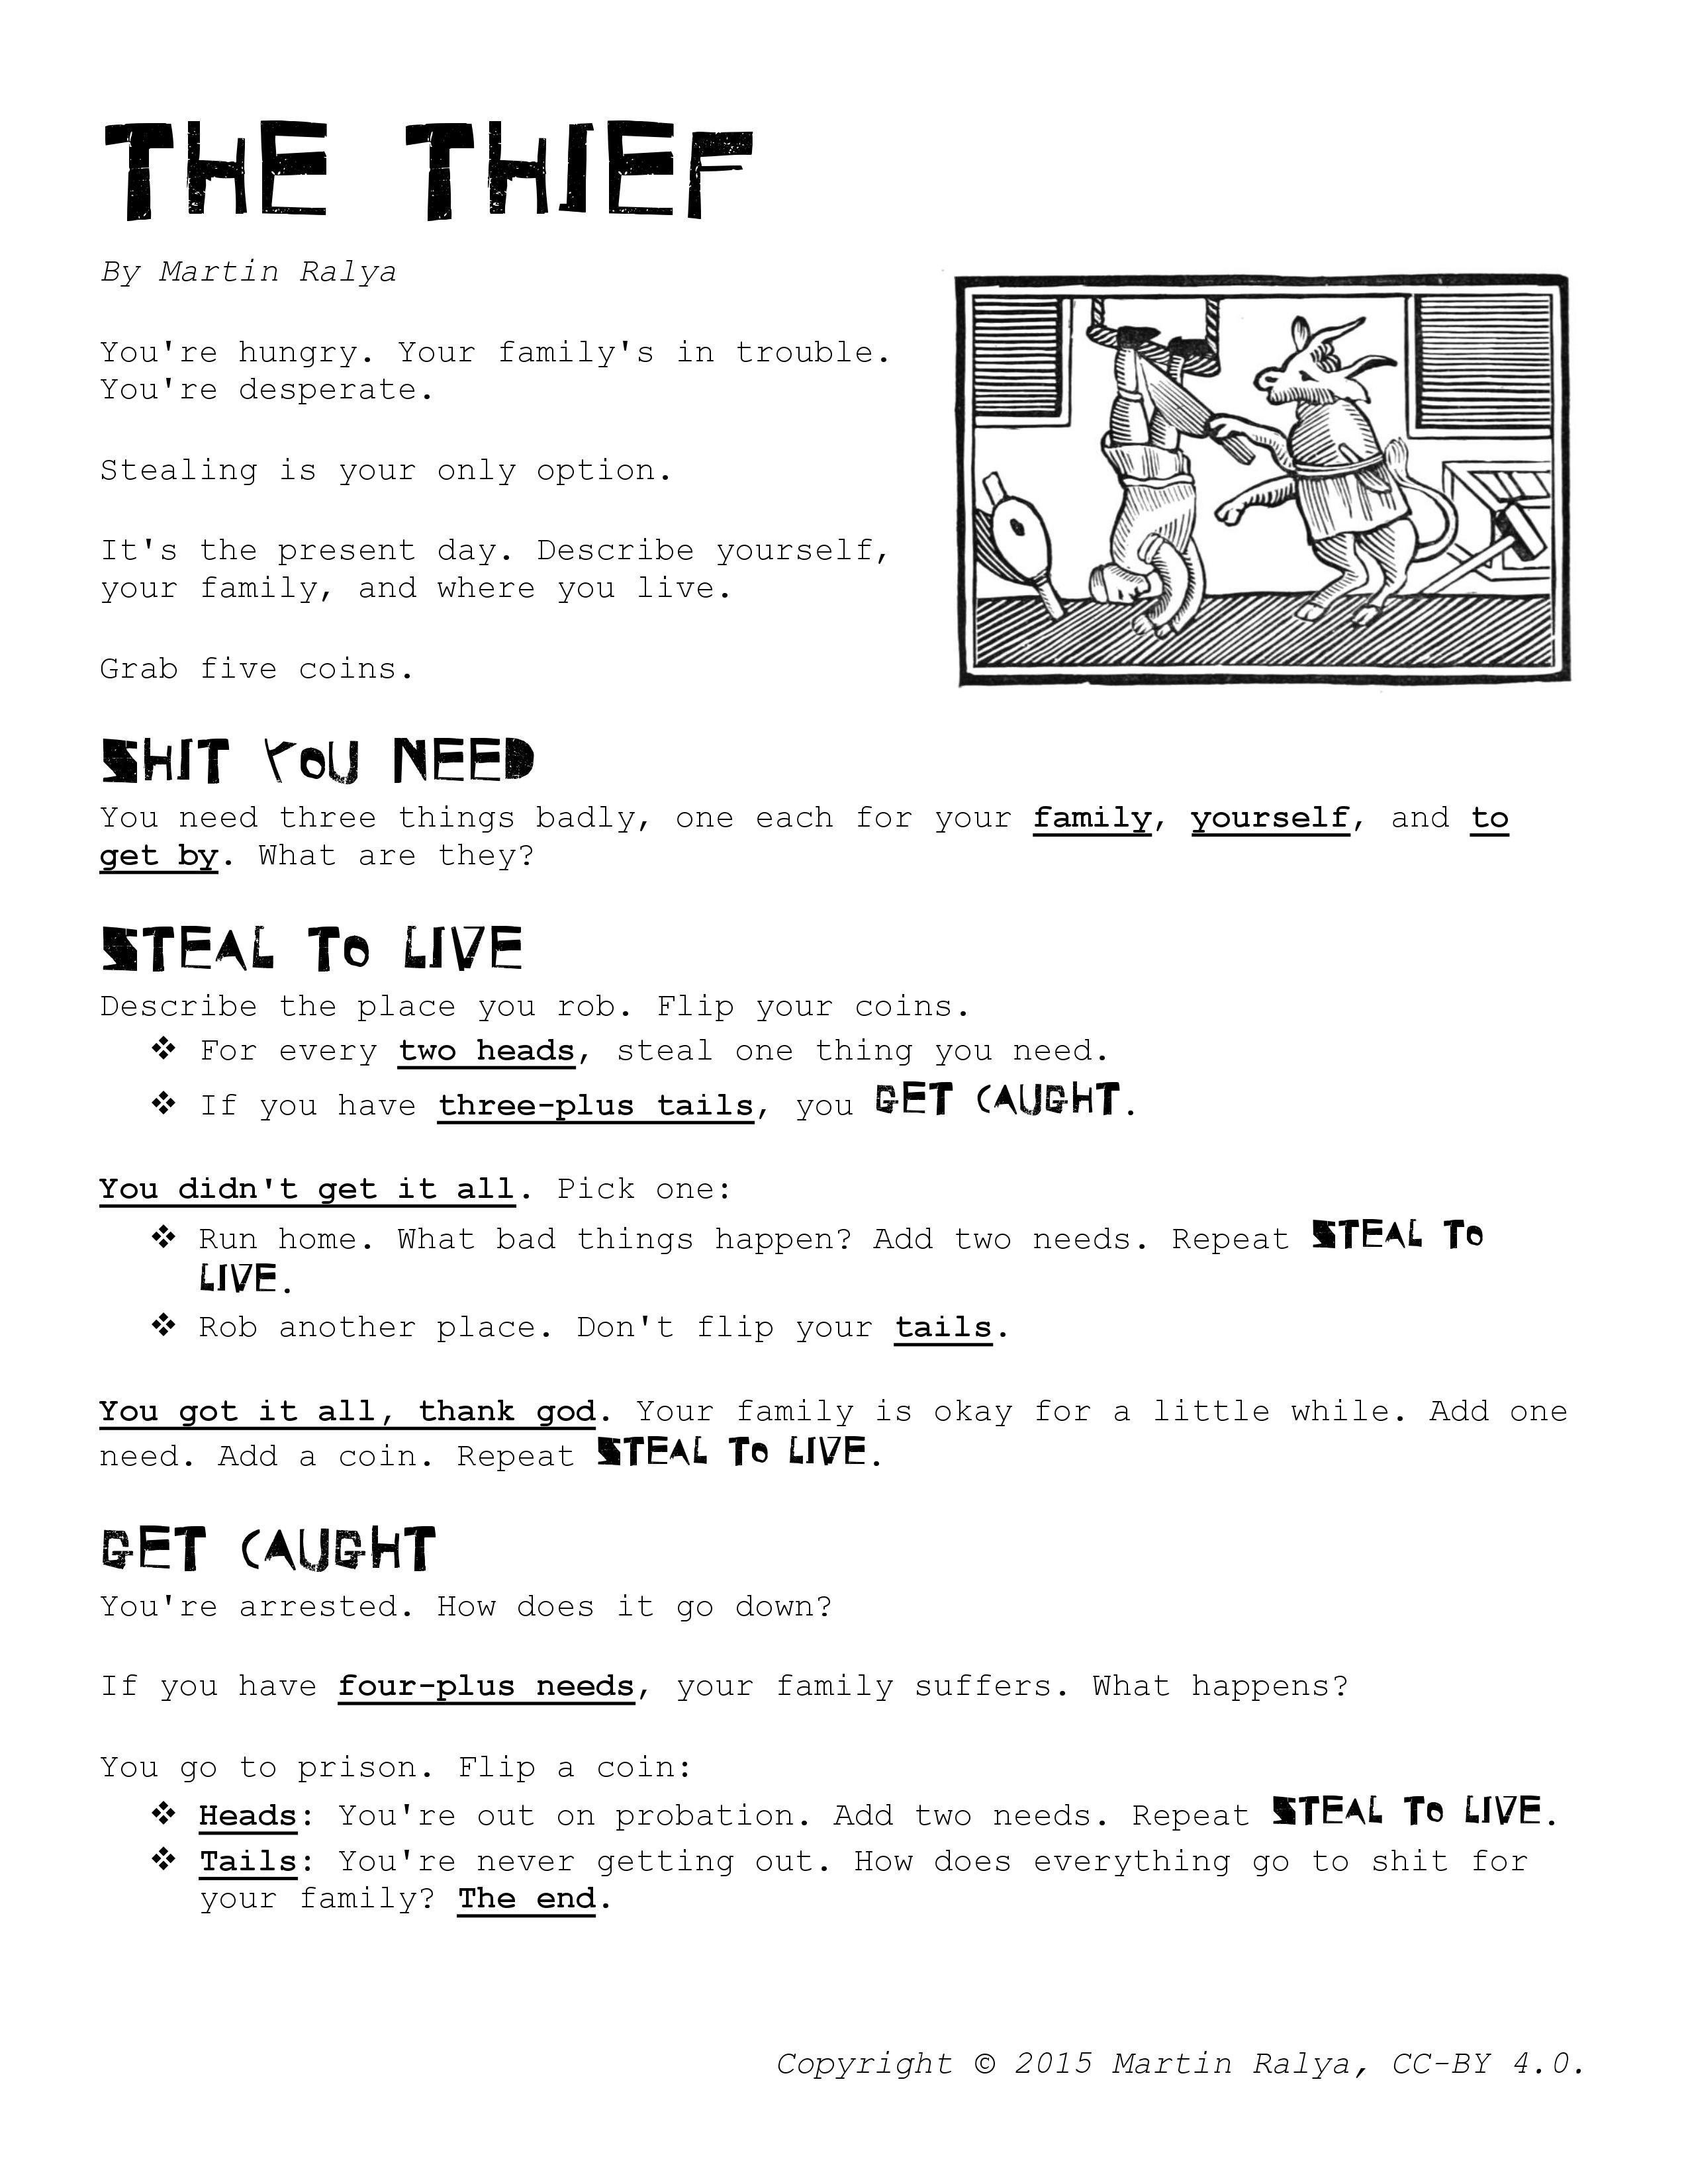 THE THIEF
By Martin Ralya
You're hungry. Your family's in trouble.
You're desperate.
Stealing is your only option.
It's the present day. Describe yourself,
your family, and where you live.
Grab five coins.
SHIT YOU NEED
You need three things badly, one each for your family, yourself, and to
get by. What are they?
STEAL TO LIVE
Describe the place you rob. Flip your coins.
❖ For every two heads, steal one thing you need.
❖ If you have three-plus tails, you GET CAUGHT.
You didn't get it all. Pick one:
❖ Run home. What bad things happen? Add two needs. Repeat STEAL TO
LIVE.
❖ Rob another place. Don't flip your tails.
You got it all, thank god. Your family is okay for a little while. Add one
need. Add a coin. Repeat STEAL TO LIVE.
GET CAUGHT
You're arrested. How does it go down?
If you have four-plus needs, your family suffers. What happens?
You go to prison. Flip a coin:
❖ Heads: You're out on probation. Add two needs. Repeat STEAL TO LIVE.
❖ Tails: You're never getting out. How does everything go to shit for
your family? The end.
Copyright © 2015 Martin Ralya, CC-BY 4.0.